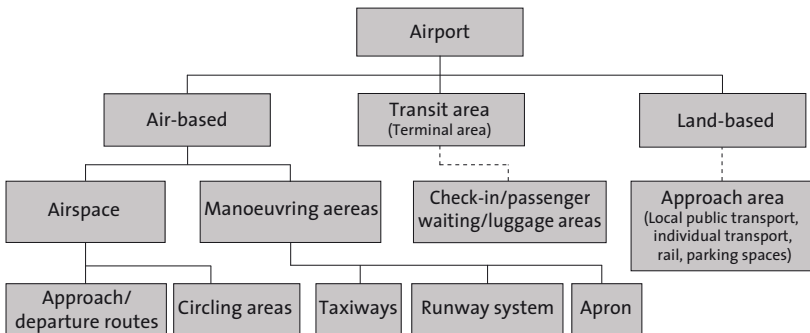 Airport
Air-based
Transit area
(Terminal area)
Land-based
Airspace
Manoeuvring aereas
Check-in/passenger
waiting/luggage areas
Approach area
(Local public transport,
individual transport,
rail, parking spaces)
Approach/
departure routes
Circling areas
Taxiways
Runway system
Apron